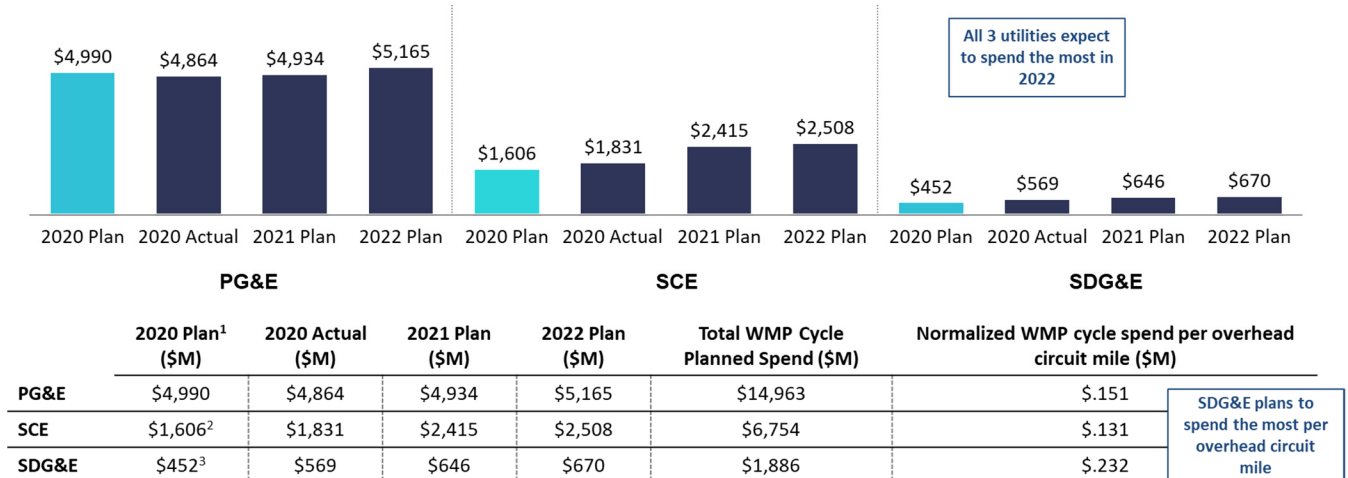 $4,990
$4,864
$4,934
$5,165
$1,606
$1,831
$2,415
$2,508
$452
$569
$646
$670
All 3 utilities expect
to spend the most in
2022
2020 Plan 2020 Actual 2021 Plan 2022 Plan 2020 Plan 2020 Actual 2021 Plan 2022 Plan 2020 Plan 2020 Actual 2021 Plan 2022 Plan
PG&E SCE SDG&E
2020 Plan¹ 2020 Actual 2021 Plan 2022 Plan Total WMP Cycle Normalized WMP cycle spend per overhead
($M) ($M) ($M) ($M) Planned Spend ($M) circuit mile ($M)
PG&E $4,990 $4,864 $4,934 $5,165 $14,963 $.151
SCE $1,606² $1,831 $2,415 $2,508 $6,754 $.131
SDG&E $452³ $569 $646 $670 $1,886 $.232
SDG&E plans to
spend the most per
overhead circuit
mile